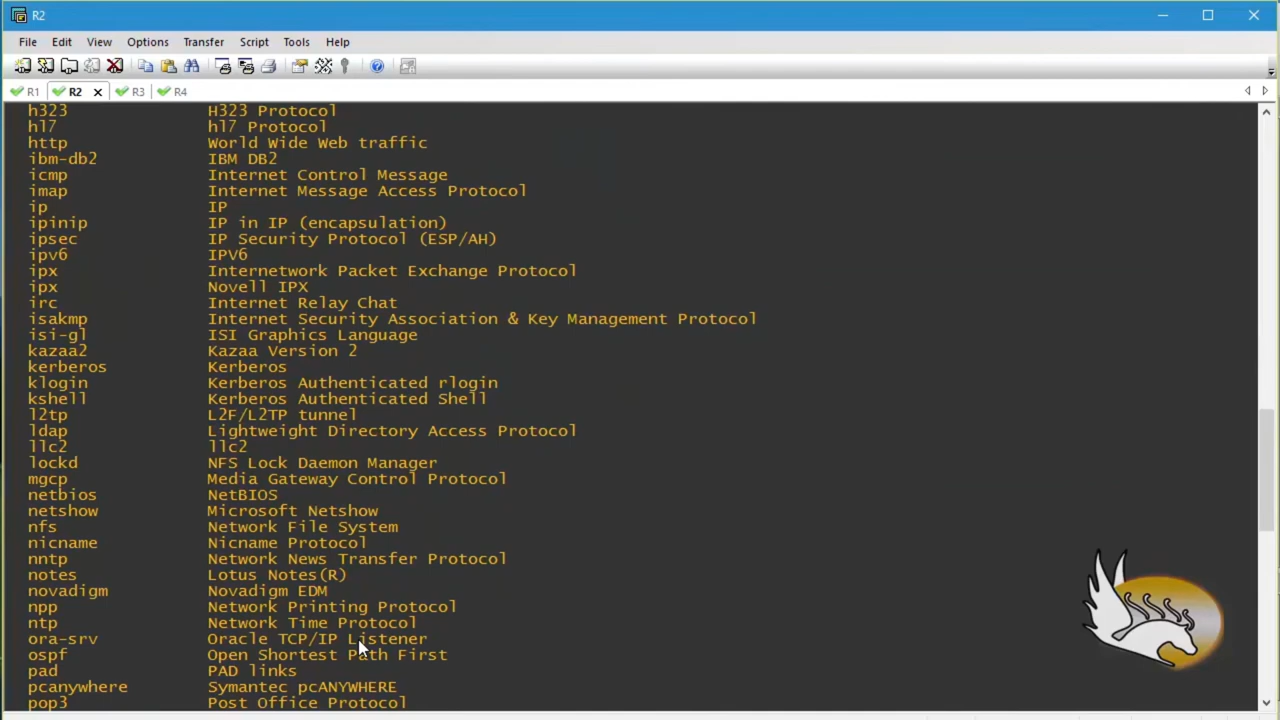 R2
File Edit View Options Transfer Script Tools Help
R1 R2 R3 R4
h323 H323 Protocol
hl7 hl7 Protocol
http World Wide Web traffic
ibm-db2 IBM DB2
icmp Internet Control Message
imap Internet Message Access Protocol
ip IP
ipinip IP in IP (encapsulation)
ipsec IP Security Protocol (ESP/AH)
ipv6 IPV6
ipx Internetwork Packet Exchange Protocol
ipx Novell IPX
irc Internet Relay Chat
isakmp Internet Security Association & Key Management Protocol
isi-gl ISI Graphics Language
kazaa2 Kazaa Version 2
kerberos Kerberos
klogin Kerberos Authenticated rlogin
kshell Kerberos Authenticated Shell
l2tp L2F/L2TP tunnel
ldap Lightweight Directory Access Protocol
llc2 llc2
lockd NFS Lock Daemon Manager
mgcp Media Gateway Control Protocol
netbios NetBIOS
netshow Microsoft Netshow
nfs Network File System
nicname Nicname Protocol
nntp Network News Transfer Protocol
notes Lotus Notes(R)
novadigm Novadigm EDM
npp Network Printing Protocol
ntp Network Time Protocol
ora-srv Oracle TCP/IP Listener
ospf Open Shortest Path First
pad PAD links
pcanywhere Symantec pcANYWHERE
pop3 Post Office Protocol